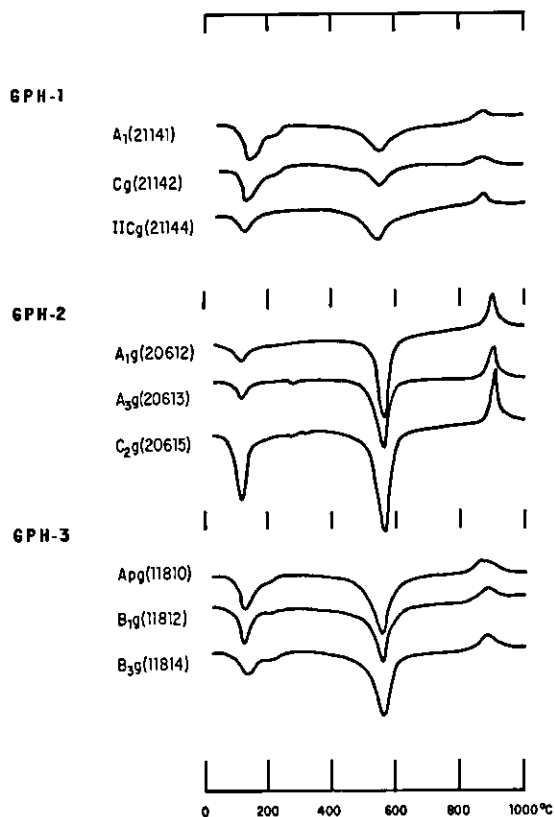 GPH-1
A1(21141)
Cg(21142)
IICg(21144)
GPH-2
A1g(20612)
A3g(20613)
C2g(20615)
GPH-3
Apg(11810)
B1g(11812)
B3g(11814)
0 200 400 600 800 1000°C